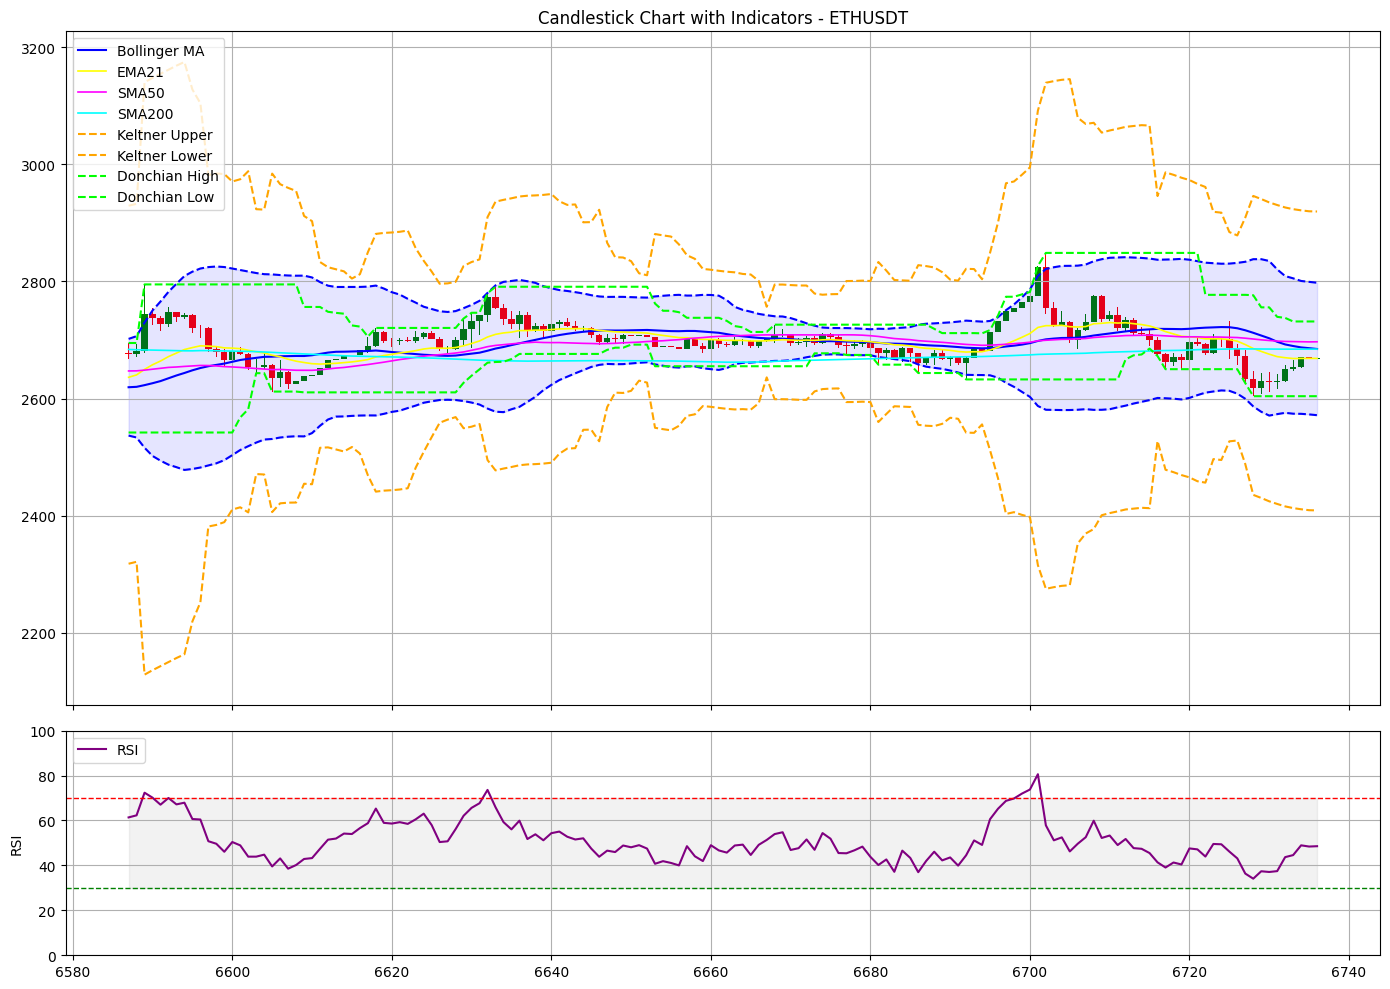 Candlestick Chart with Indicators - ETHUSDT
3200
3000
2800
2600
2400
2200
Bollinger MA
EMA21
SMA50
SMA200
Keltner Upper
Keltner Lower
Donchian High
Donchian Low
100
80
60
40
20
0
RSI
RSI
6580 6600 6620 6640 6660 6680 6700 6720 6740